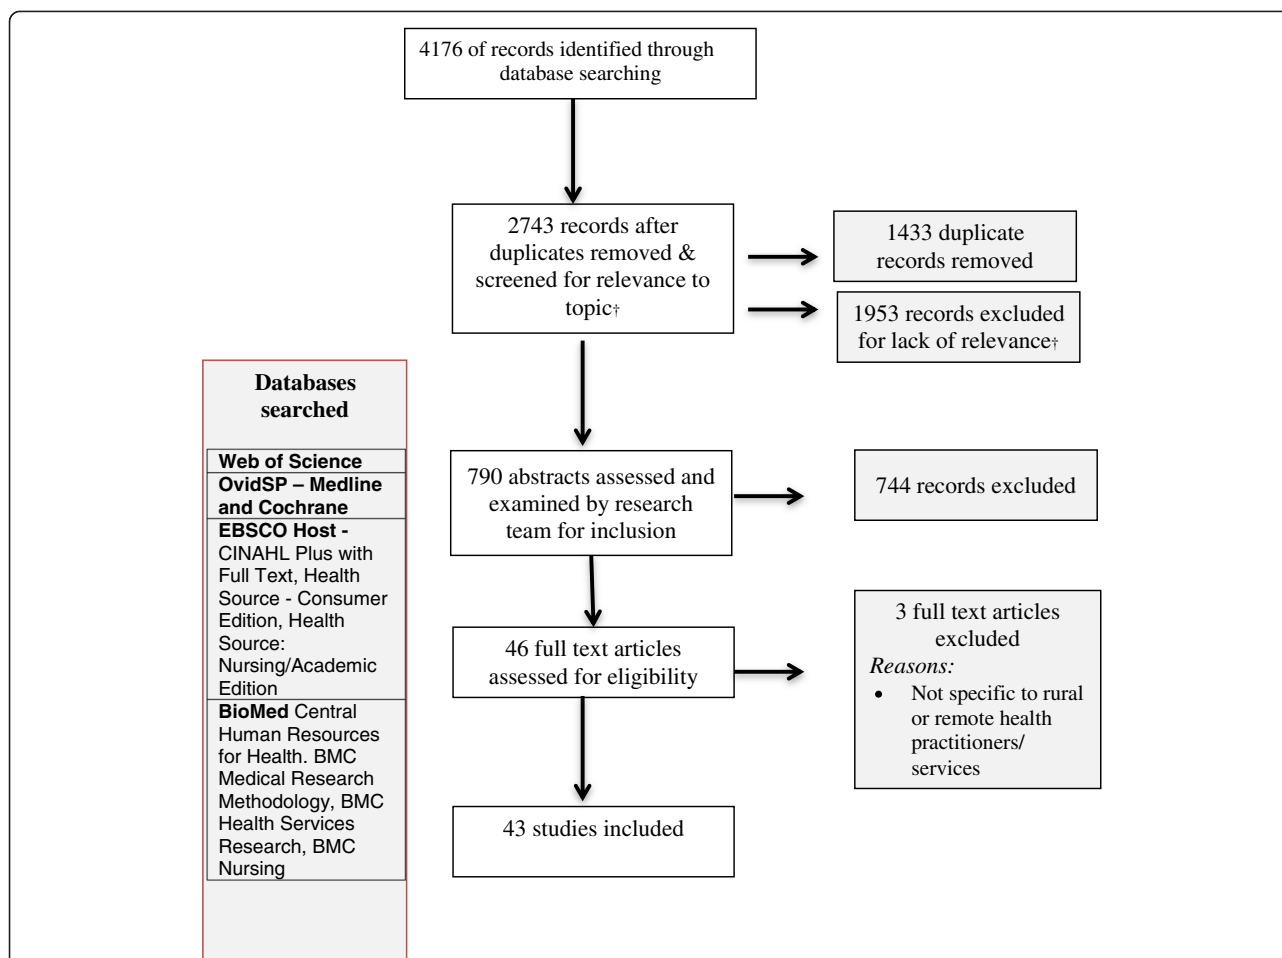 4176 of records identified through
database searching
2743 records after
duplicates removed &
screened for relevance to
topic†
1433 duplicate
records removed
1953 records excluded
for lack of relevance†
Databases
searched
Web of Science
OvidSP – Medline
and Cochrane
EBSCO Host -
CINAHL Plus with
Full Text, Health
Source - Consumer
Edition, Health
Source:
Nursing/Academic
Edition
BioMed Central
Human Resources
for Health. BMC
Medical Research
Methodology, BMC
Health Services
Research, BMC
Nursing
790 abstracts assessed and
examined by research
team for inclusion
744 records excluded
46 full text articles
assessed for eligibility
3 full text articles
excluded
Reasons:
• Not specific to rural
or remote health
practitioners/
services
43 studies included